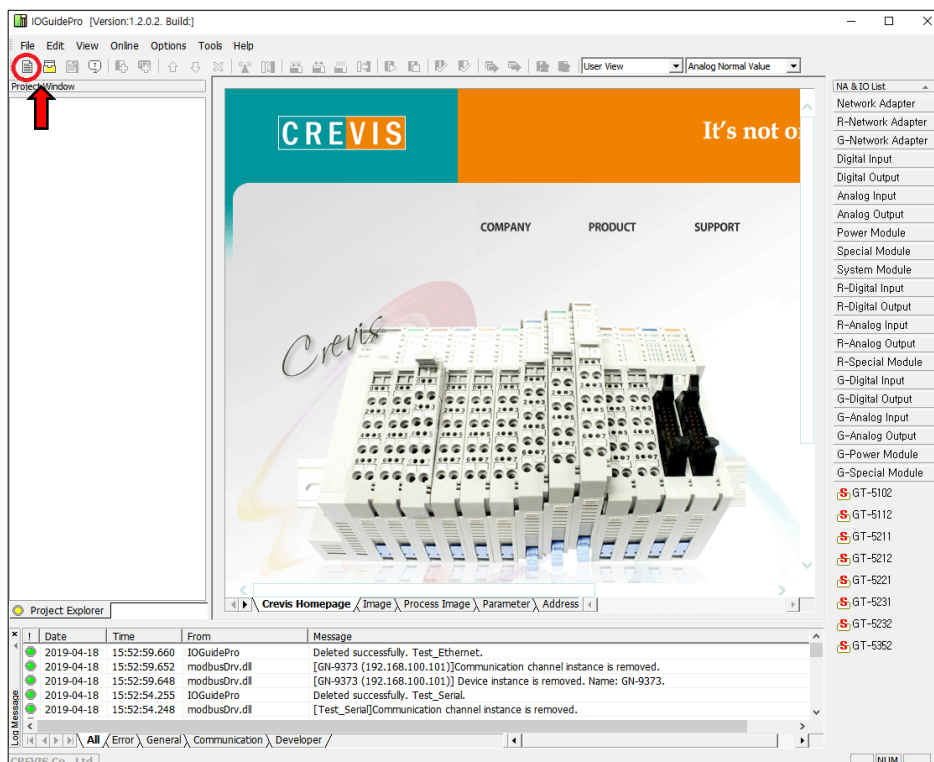 IOGuidePro [Version:1.2.0.2. Build:]
File Edit View Online Options Tools Help
User View Analog Normal Value
Project Window
CREVIS
It's not o
COMPANY PRODUCT SUPPORT
Crevis
NA & IO List
Network Adapter
R-Network Adapter
G-Network Adapter
Digital Input
Digital Output
Analog Input
Analog Output
Power Module
Special Module
System Module
R-Digital Input
R-Digital Output
R-Analog Input
R-Analog Output
R-Special Module
G-Digital Input
G-Digital Output
G-Analog Input
G-Analog Output
G-Power Module
G-Special Module
S GT-5102
S GT-5112
S GT-5211
S GT-5212
S GT-5221
S GT-5231
S GT-5232
S GT-5352
Project Explorer
Crevis Homepage Image Process Image Parameter Address
! Date Time From Message
2019-04-18 15:52:59.660 IOGuidePro Deleted successfully. Test_Ethernet.
2019-04-18 15:52:59.652 modbusDrv.dll [GN-9373 (192.168.100.101)]Communication channel instance is removed.
2019-04-18 15:52:59.648 modbusDrv.dll [GN-9373 (192.168.100.101)] Device instance is removed. Name: GN-9373.
2019-04-18 15:52:54.255 IOGuidePro Deleted successfully. Test_Serial.
2019-04-18 15:52:54.248 modbusDrv.dll [Test_Serial]Communication channel instance is removed.
Log Message
All Error General Communication Developer
CREVIS Co., Ltd
NUM